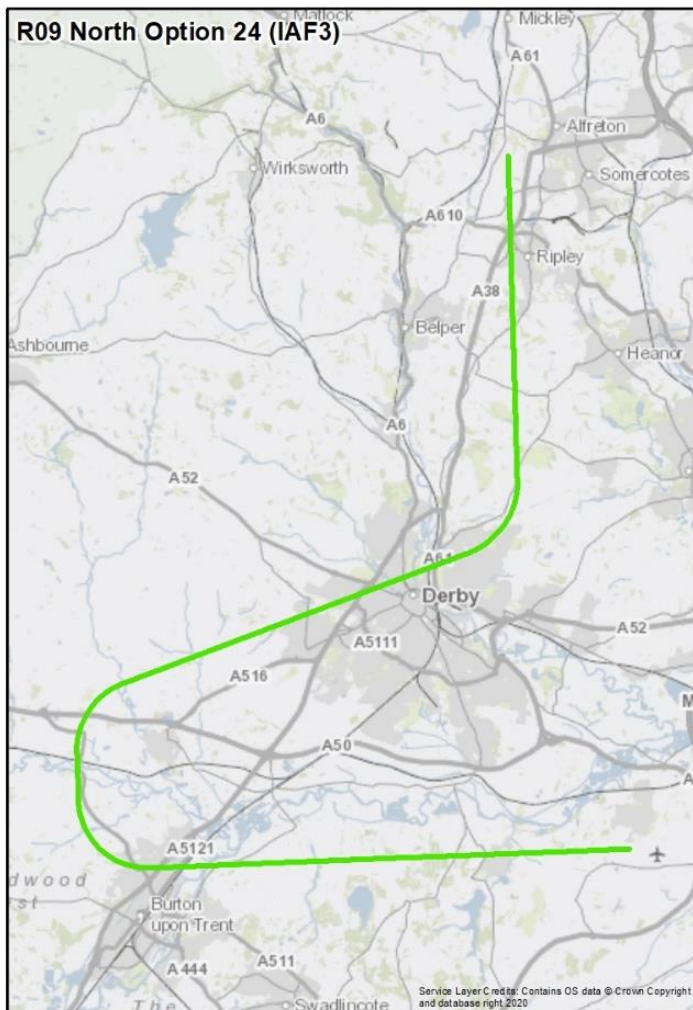 R09 North Option 24 (IAF3)
Matlock
Mickley
A61
A6
Alfreton
Wirksworth
Somercotes
A610
Ripley
A38
Belper
Ashbourne
Heanor
A6
A52
A61
Derby
A52
A5111
A516
M
A50
A
A5121
dwood
st
Burton
upon Trent
A444
A511
The
Swadlincote
Service Layer Credits: Contains OS data © Crown Copyright
and database right 2020